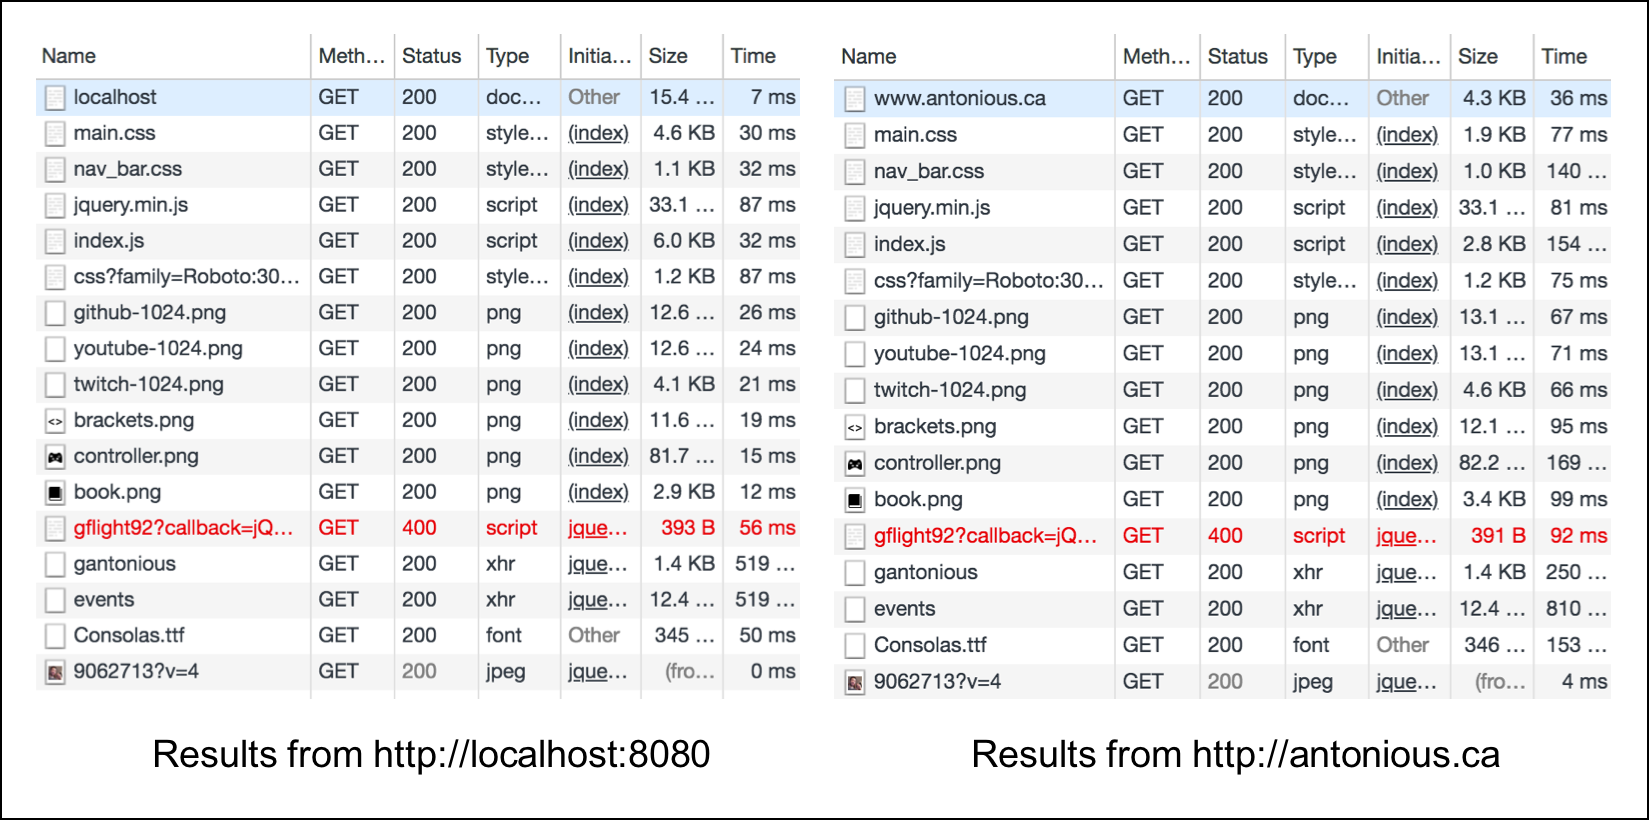 Name Meth... Status Type Initia... Size Time
localhost GET 200 doc... Other 15.4 ... 7 ms
main.css GET 200 style... (index) 4.6 KB 30 ms
nav_bar.css GET 200 style... (index) 1.1 KB 32 ms
jquery.min.js GET 200 script (index) 33.1 ... 87 ms
index.js GET 200 script (index) 6.0 KB 32 ms
css?family=Roboto:30... GET 200 style... (index) 1.2 KB 87 ms
github-1024.png GET 200 png (index) 12.6 ... 26 ms
youtube-1024.png GET 200 png (index) 12.6 ... 24 ms
twitch-1024.png GET 200 png (index) 4.1 KB 21 ms
brackets.png GET 200 png (index) 11.6 ... 19 ms
controller.png GET 200 png (index) 81.7 ... 15 ms
book.png GET 200 png (index) 2.9 KB 12 ms
gflight92?callback=jQ... GET 400 script jque... 393 B 56 ms
gantonious GET 200 xhr jque... 1.4 KB 519 ...
events GET 200 xhr jque... 12.4 ... 519 ...
Consolas.ttf GET 200 font Other 345 ... 50 ms
9062713?v=4 GET 200 jpeg jque... (fro... 0 ms
Results from http://localhost:8080
Name Meth... Status Type Initia... Size Time
www.antonious.ca GET 200 doc... Other 4.3 KB 36 ms
main.css GET 200 style... (index) 1.9 KB 77 ms
nav_bar.css GET 200 style... (index) 1.0 KB 140 ...
jquery.min.js GET 200 script (index) 33.1 ... 81 ms
index.js GET 200 script (index) 2.8 KB 154 ...
css?family=Roboto:30... GET 200 style... (index) 1.2 KB 75 ms
github-1024.png GET 200 png (index) 13.1 ... 67 ms
youtube-1024.png GET 200 png (index) 13.1 ... 71 ms
twitch-1024.png GET 200 png (index) 4.6 KB 66 ms
brackets.png GET 200 png (index) 12.1 ... 95 ms
controller.png GET 200 png (index) 82.2 ... 169 ...
book.png GET 200 png (index) 3.4 KB 99 ms
gflight92?callback=jQ... GET 400 script jque... 391 B 92 ms
gantonious GET 200 xhr jque... 1.4 KB 250 ...
events GET 200 xhr jque... 12.4 ... 810 ...
Consolas.ttf GET 200 font Other 346 ... 153 ...
9062713?v=4 GET 200 jpeg jque... (fro... 4 ms
Results from http://antonious.ca